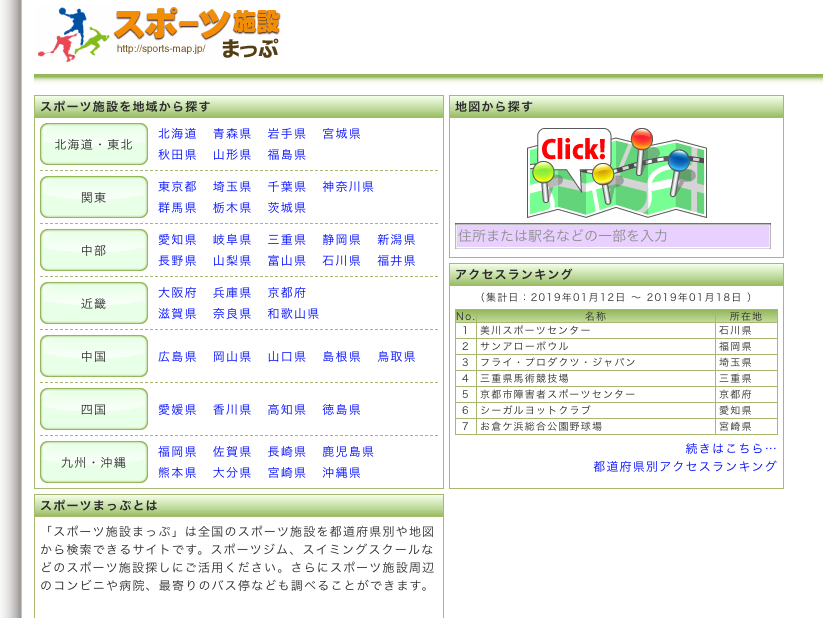 スポーツ施設
まっぷ
http://sports-map.jp/
スポーツ施設を地域から探す
北海道・東北
北海道 青森県 岩手県 宮城県
秋田県 山形県 福島県
関東
東京都 埼玉県 千葉県 神奈川県
群馬県 栃木県 茨城県
中部
愛知県 岐阜県 三重県 静岡県 新潟県
長野県 山梨県 富山県 石川県 福井県
近畿
大阪府 兵庫県 京都府
滋賀県 奈良県 和歌山県
中国
広島県 岡山県 山口県 島根県 鳥取県
四国
愛媛県 香川県 高知県 徳島県
九州・沖縄
福岡県 佐賀県 長崎県 鹿児島県
熊本県 大分県 宮崎県 沖縄県
スポーツまっぷとは
「スポーツ施設まっぷ」は全国のスポーツ施設を都道府県別や地図
から検索できるサイトです。スポーツジム、スイミングスクールな
どのスポーツ施設探しにご活用ください。さらにスポーツ施設周辺
のコンビニや病院、最寄りのバス停なども調べることができます。
地図から探す
Click!
住所または駅名などの一部を入力
アクセスランキング
（集計日：2019年01月12日 ～ 2019年01月18日 ）
No. 名称 所在地
1 美川スポーツセンター 石川県
2 サンアローボウル 福岡県
3 フライ・プロダクツ・ジャパン 埼玉県
4 三重県馬術競技場 三重県
5 京都市障害者スポーツセンター 京都府
6 シーガルヨットクラブ 愛知県
7 お倉ケ浜総合公園野球場 宮崎県
続きはこちら…
都道府県別アクセスランキング